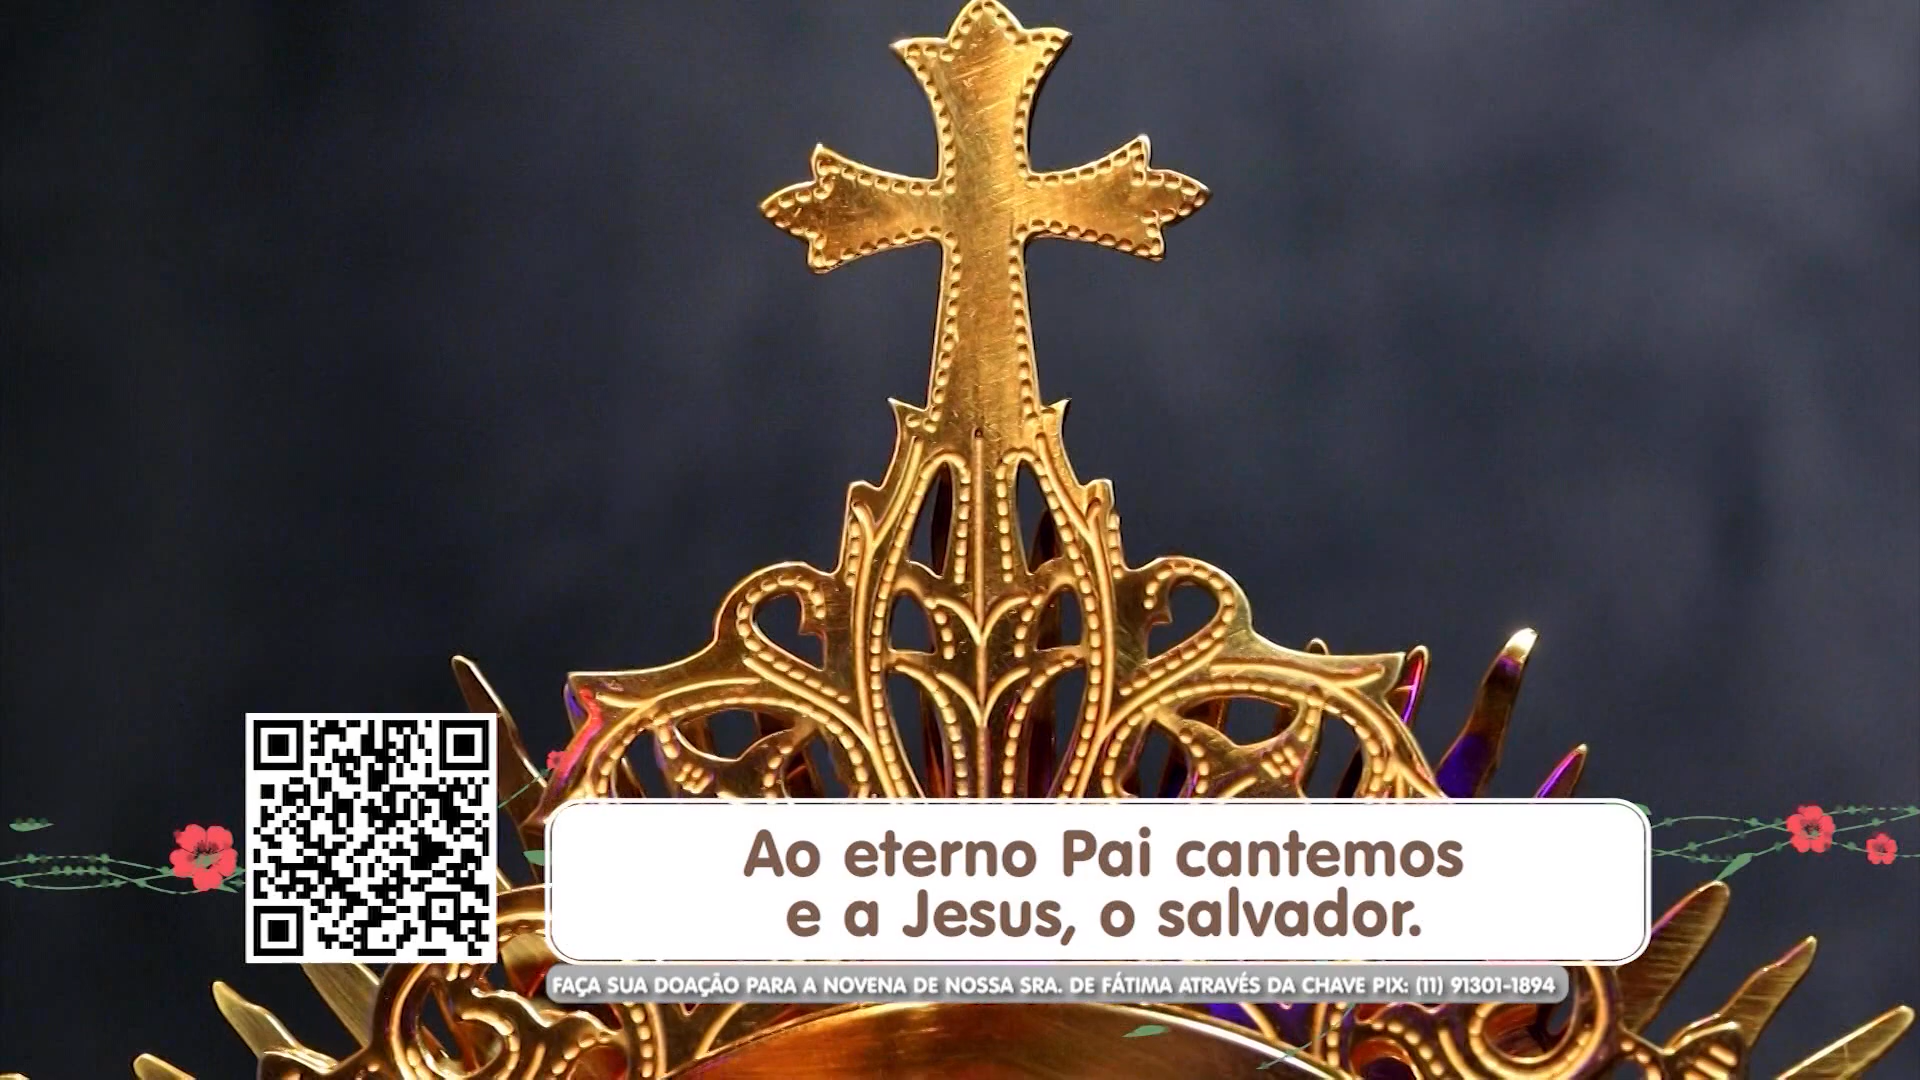 Ao eterno Pai cantemos
e a Jesus, o salvador.
FAÇA SUA DOAÇÃO PARA A NOVENA DE NOSSA SRA. DE FÁTIMA ATRAVÉS DA CHAVE PIX: (11) 91301-1894